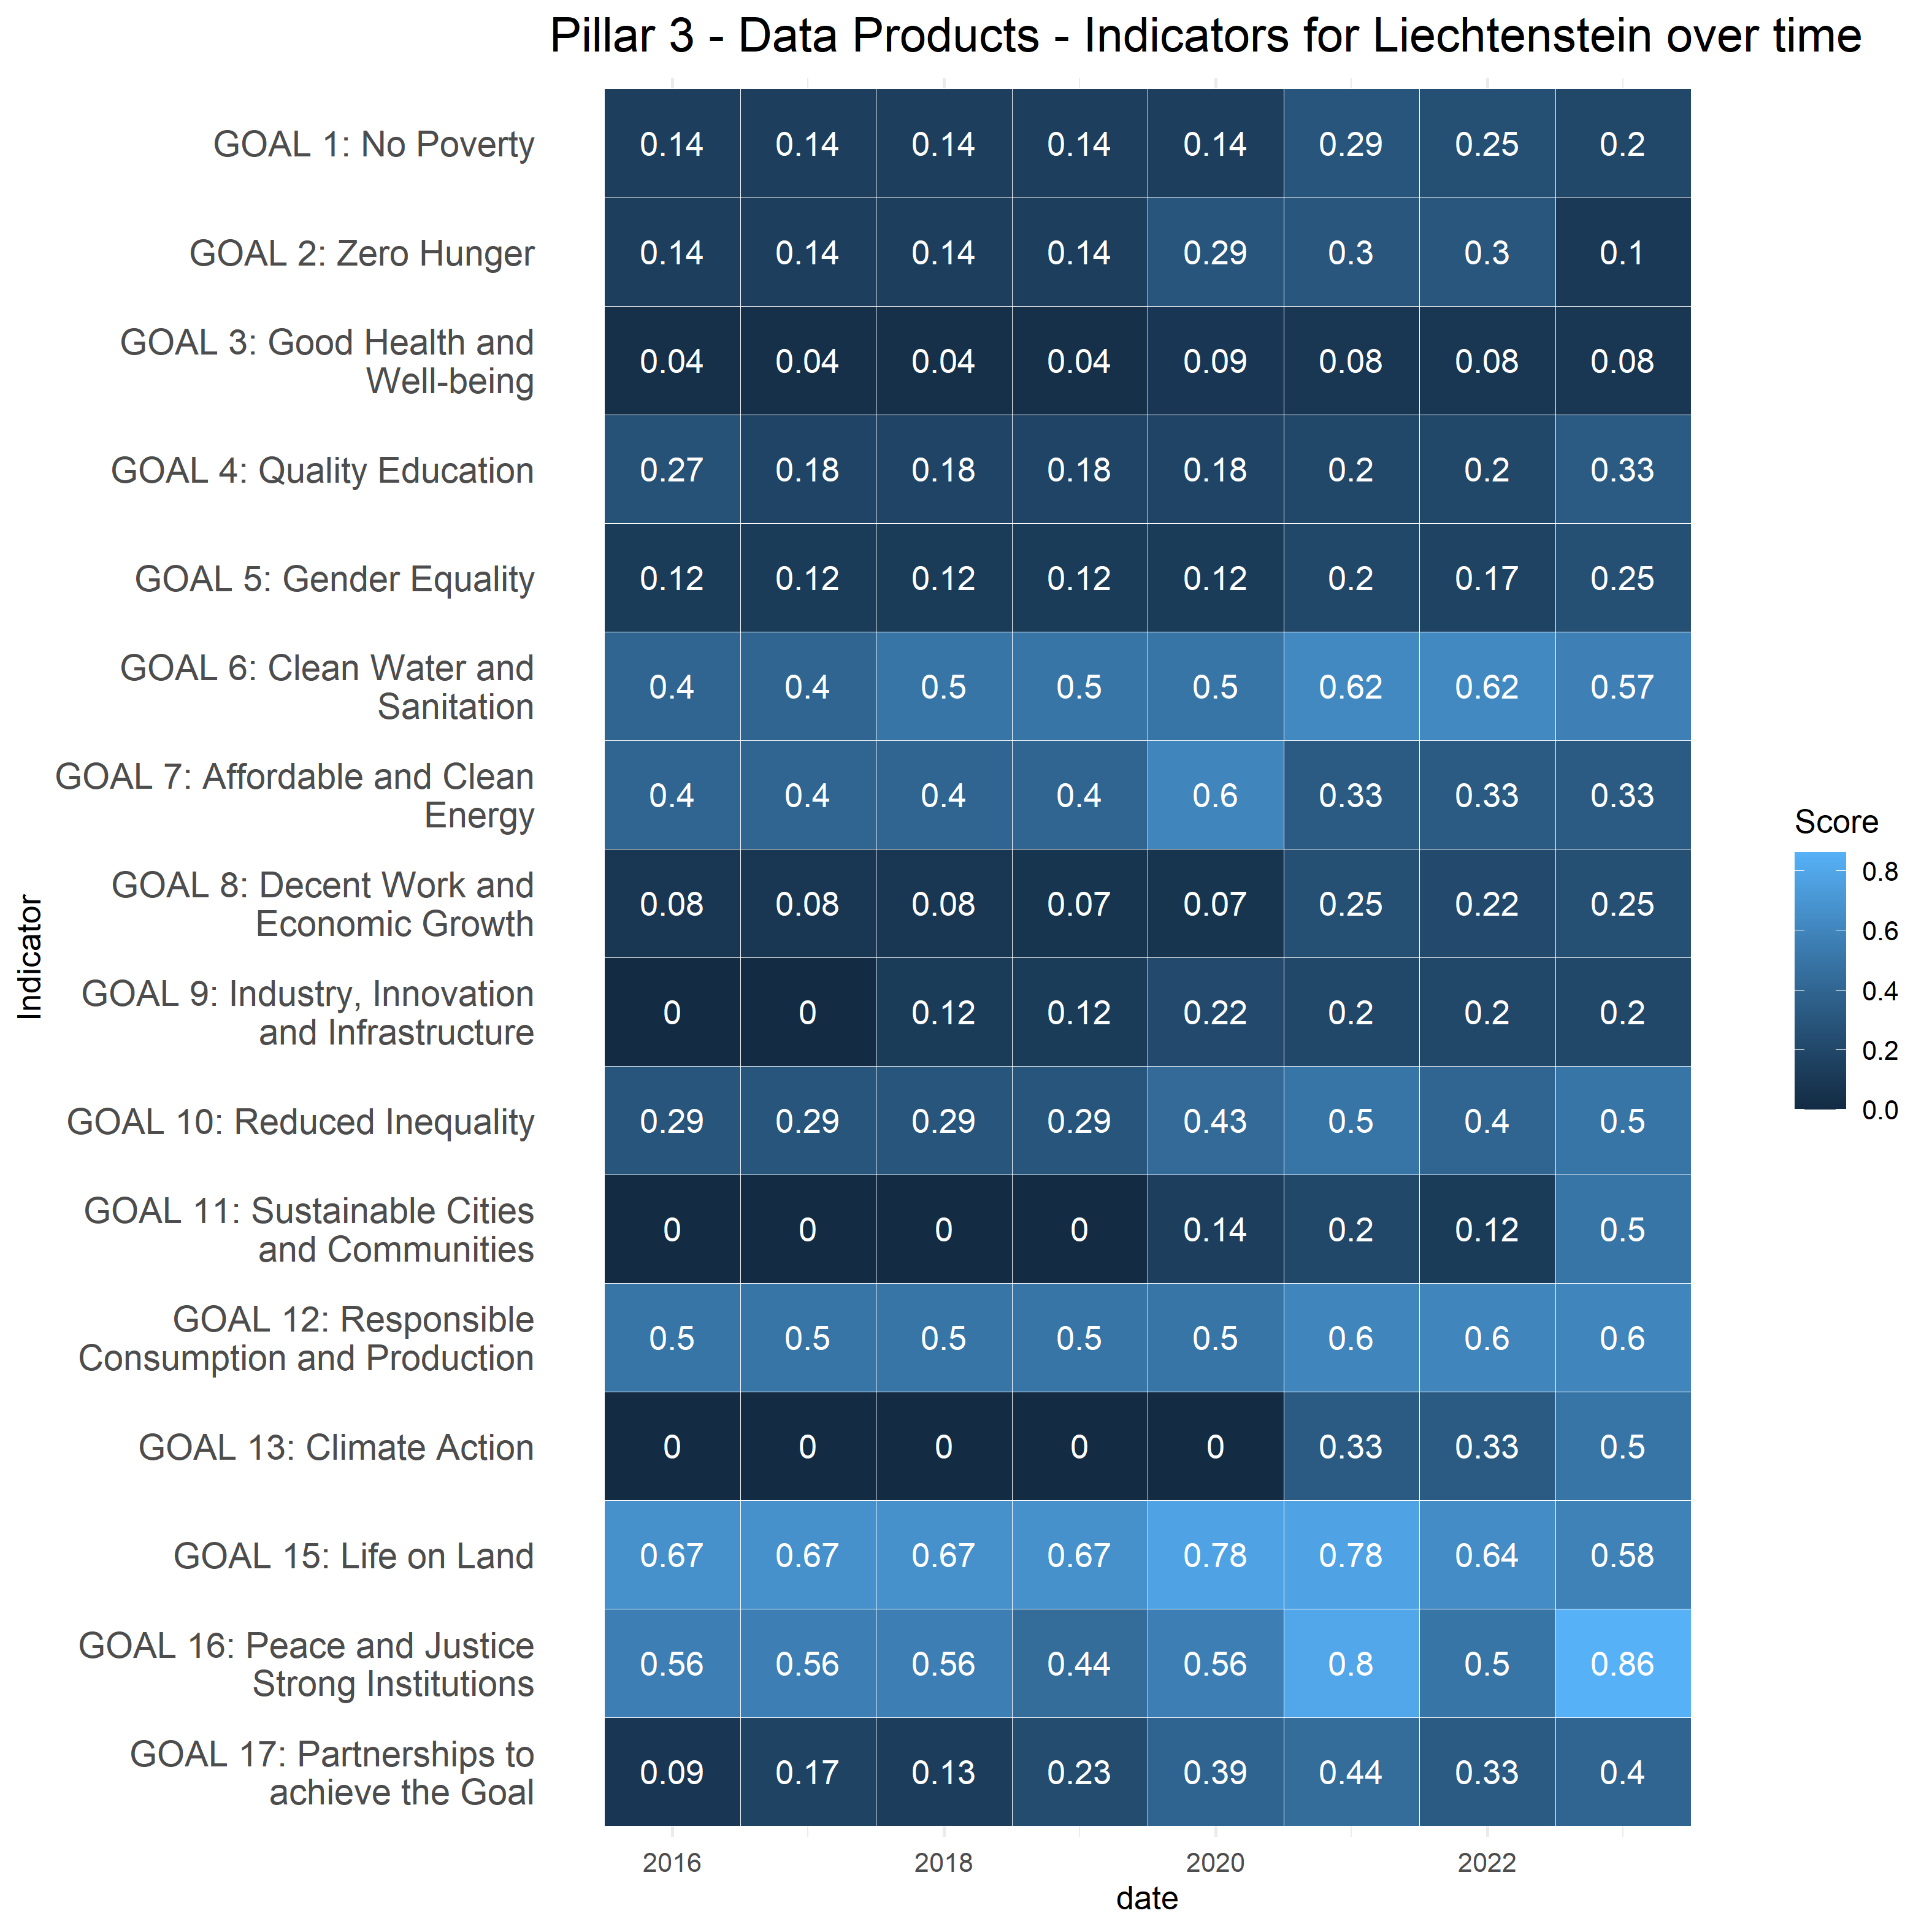 Pillar 3 - Data Products - Indicators for Liechtenstein over time
GOAL 1: No Poverty 0.14 0.14 0.14 0.14 0.14 0.29 0.25 0.2
GOAL 2: Zero Hunger 0.14 0.14 0.14 0.14 0.29 0.3 0.3 0.1
GOAL 3: Good Health and
Well-being 0.04 0.04 0.04 0.04 0.09 0.08 0.08 0.08
GOAL 4: Quality Education 0.27 0.18 0.18 0.18 0.18 0.2 0.2 0.33
GOAL 5: Gender Equality 0.12 0.12 0.12 0.12 0.12 0.2 0.17 0.25
GOAL 6: Clean Water and
Sanitation 0.4 0.4 0.5 0.5 0.5 0.62 0.62 0.57
GOAL 7: Affordable and Clean
Energy 0.4 0.4 0.4 0.4 0.6 0.33 0.33 0.33
GOAL 8: Decent Work and
Economic Growth 0.08 0.08 0.08 0.07 0.07 0.25 0.22 0.25
GOAL 9: Industry, Innovation
and Infrastructure 0 0 0.12 0.12 0.22 0.2 0.2 0.2
GOAL 10: Reduced Inequality 0.29 0.29 0.29 0.29 0.43 0.5 0.4 0.5
GOAL 11: Sustainable Cities
and Communities 0 0 0 0 0.14 0.2 0.12 0.5
GOAL 12: Responsible
Consumption and Production 0.5 0.5 0.5 0.5 0.5 0.6 0.6 0.6
GOAL 13: Climate Action 0 0 0 0 0 0.33 0.33 0.5
GOAL 15: Life on Land 0.67 0.67 0.67 0.67 0.78 0.78 0.64 0.58
GOAL 16: Peace and Justice
Strong Institutions 0.56 0.56 0.56 0.44 0.56 0.8 0.5 0.86
GOAL 17: Partnerships to
achieve the Goal 0.09 0.17 0.13 0.23 0.39 0.44 0.33 0.4
2016 2018 2020 2022
date
Indicator
Score
0.8
0.6
0.4
0.2
0.0